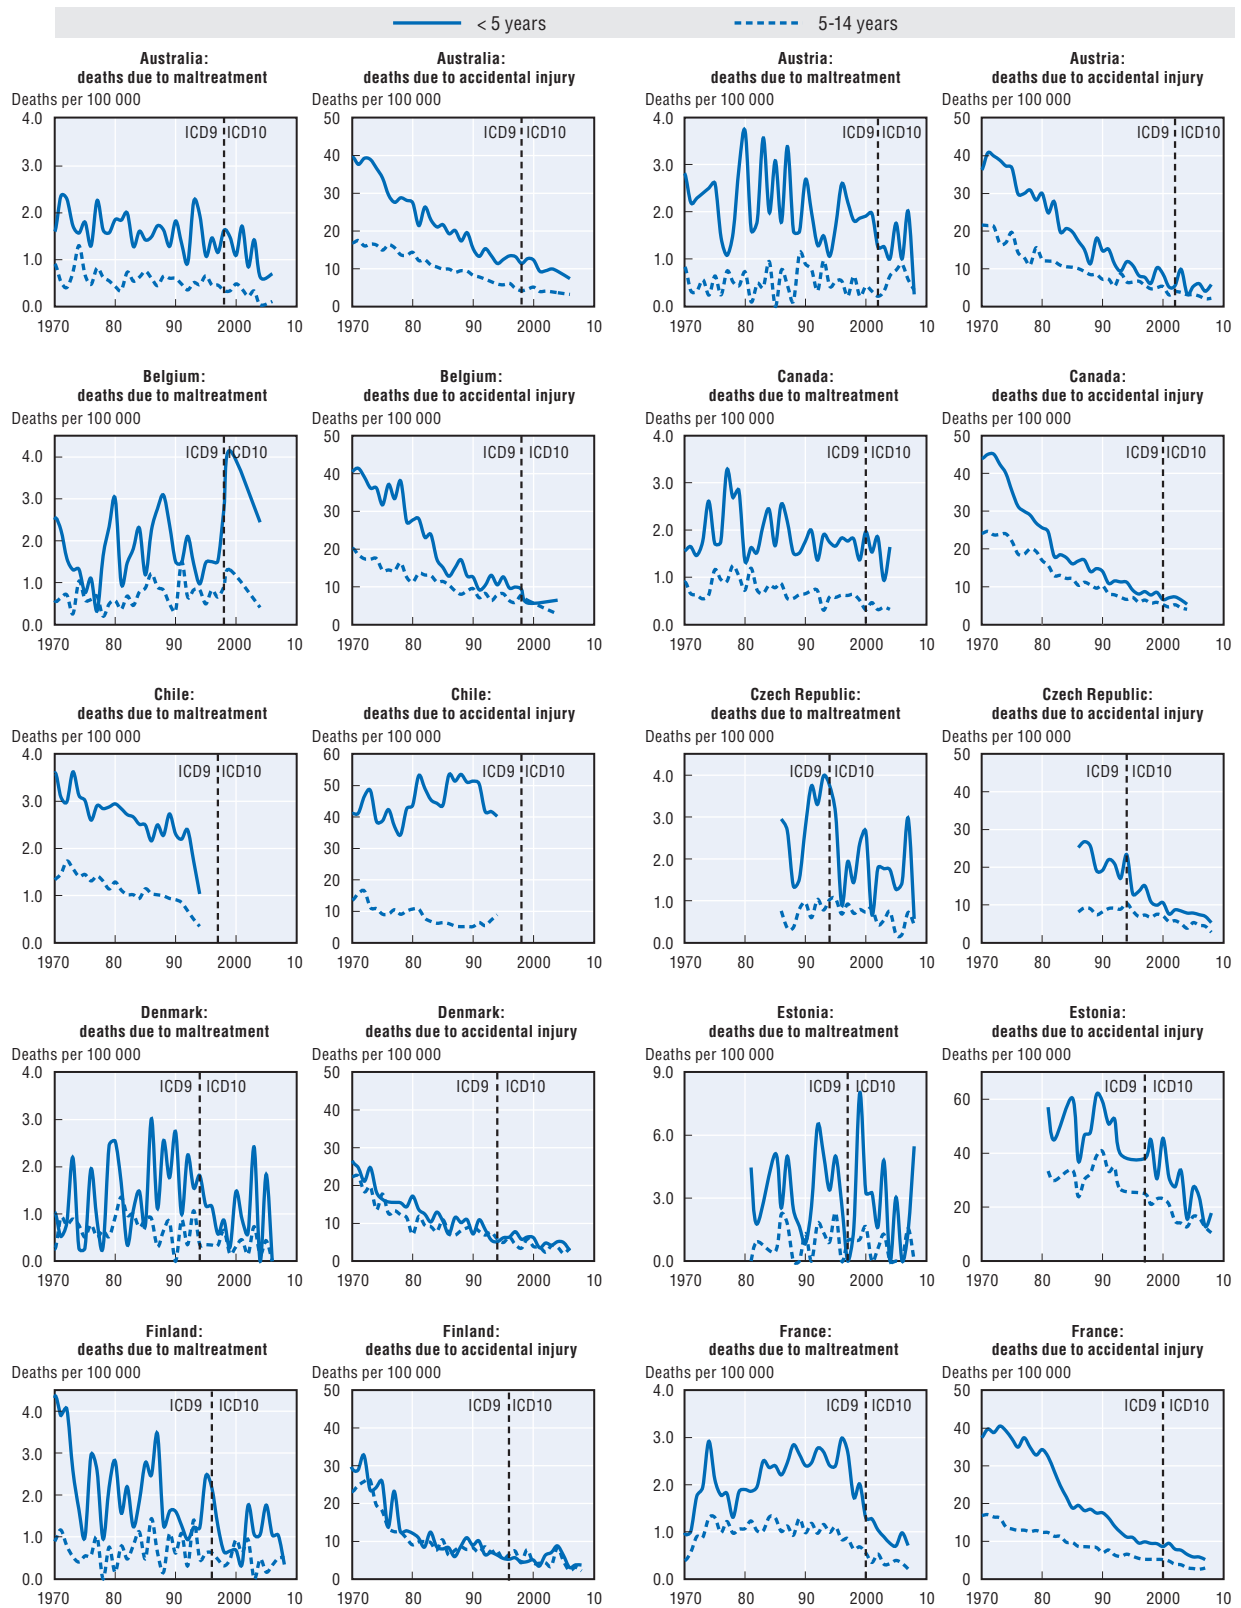 < 5 years
5-14 years
Australia:
deaths due to maltreatment
Deaths per 100 000
4.0
3.0
2.0
1.0
0.0
ICD9
ICD10
1970 80 90 2000 10
Australia:
deaths due to accidental injury
Deaths per 100 000
50
40
30
20
10
0
ICD9
ICD10
1970 80 90 2000 10
Austria:
deaths due to maltreatment
Deaths per 100 000
4.0
3.0
2.0
1.0
0.0
ICD9
ICD10
1970 80 90 2000 10
Austria:
deaths due to accidental injury
Deaths per 100 000
50
40
30
20
10
0
ICD9
ICD10
1970 80 90 2000 10
Belgium:
deaths due to maltreatment
Deaths per 100 000
4.0
3.0
2.0
1.0
0.0
ICD9
ICD10
1970 80 90 2000 10
Belgium:
deaths due to accidental injury
Deaths per 100 000
50
40
30
20
10
0
ICD9
ICD10
1970 80 90 2000 10
Canada:
deaths due to maltreatment
Deaths per 100 000
4.0
3.0
2.0
1.0
0.0
ICD9
ICD10
1970 80 90 2000 10
Canada:
deaths due to accidental injury
Deaths per 100 000
50
40
30
20
10
0
ICD9
ICD10
1970 80 90 2000 10
Chile:
deaths due to maltreatment
Deaths per 100 000
4.0
3.0
2.0
1.0
0.0
ICD9
ICD10
1970 80 90 2000 10
Chile:
deaths due to accidental injury
Deaths per 100 000
60
50
40
30
20
10
0
ICD9
ICD10
1970 80 90 2000 10
Czech Republic:
deaths due to maltreatment
Deaths per 100 000
4.0
3.0
2.0
1.0
0.0
ICD9
ICD10
1970 80 90 2000 10
Czech Republic:
deaths due to accidental injury
Deaths per 100 000
50
40
30
20
10
0
ICD9
ICD10
1970 80 90 2000 10
Denmark:
deaths due to maltreatment
Deaths per 100 000
4.0
3.0
2.0
1.0
0.0
ICD9
ICD10
1970 80 90 2000 10
Denmark:
deaths due to accidental injury
Deaths per 100 000
50
40
30
20
10
0
ICD9
ICD10
1970 80 90 2000 10
Estonia:
deaths due to maltreatment
Deaths per 100 000
9.0
6.0
3.0
0.0
ICD9
ICD10
1970 80 90 2000 10
Estonia:
deaths due to accidental injury
Deaths per 100 000
60
40
20
0
ICD9
ICD10
1970 80 90 2000 10
Finland:
deaths due to maltreatment
Deaths per 100 000
4.0
3.0
2.0
1.0
0.0
ICD9
ICD10
1970 80 90 2000 10
Finland:
deaths due to accidental injury
Deaths per 100 000
50
40
30
20
10
0
ICD9
ICD10
1970 80 90 2000 10
France:
deaths due to maltreatment
Deaths per 100 000
4.0
3.0
2.0
1.0
0.0
ICD9
ICD10
1970 80 90 2000 10
France:
deaths due to accidental injury
Deaths per 100 000
50
40
30
20
10
0
ICD9
ICD10
1970 80 90 2000 10